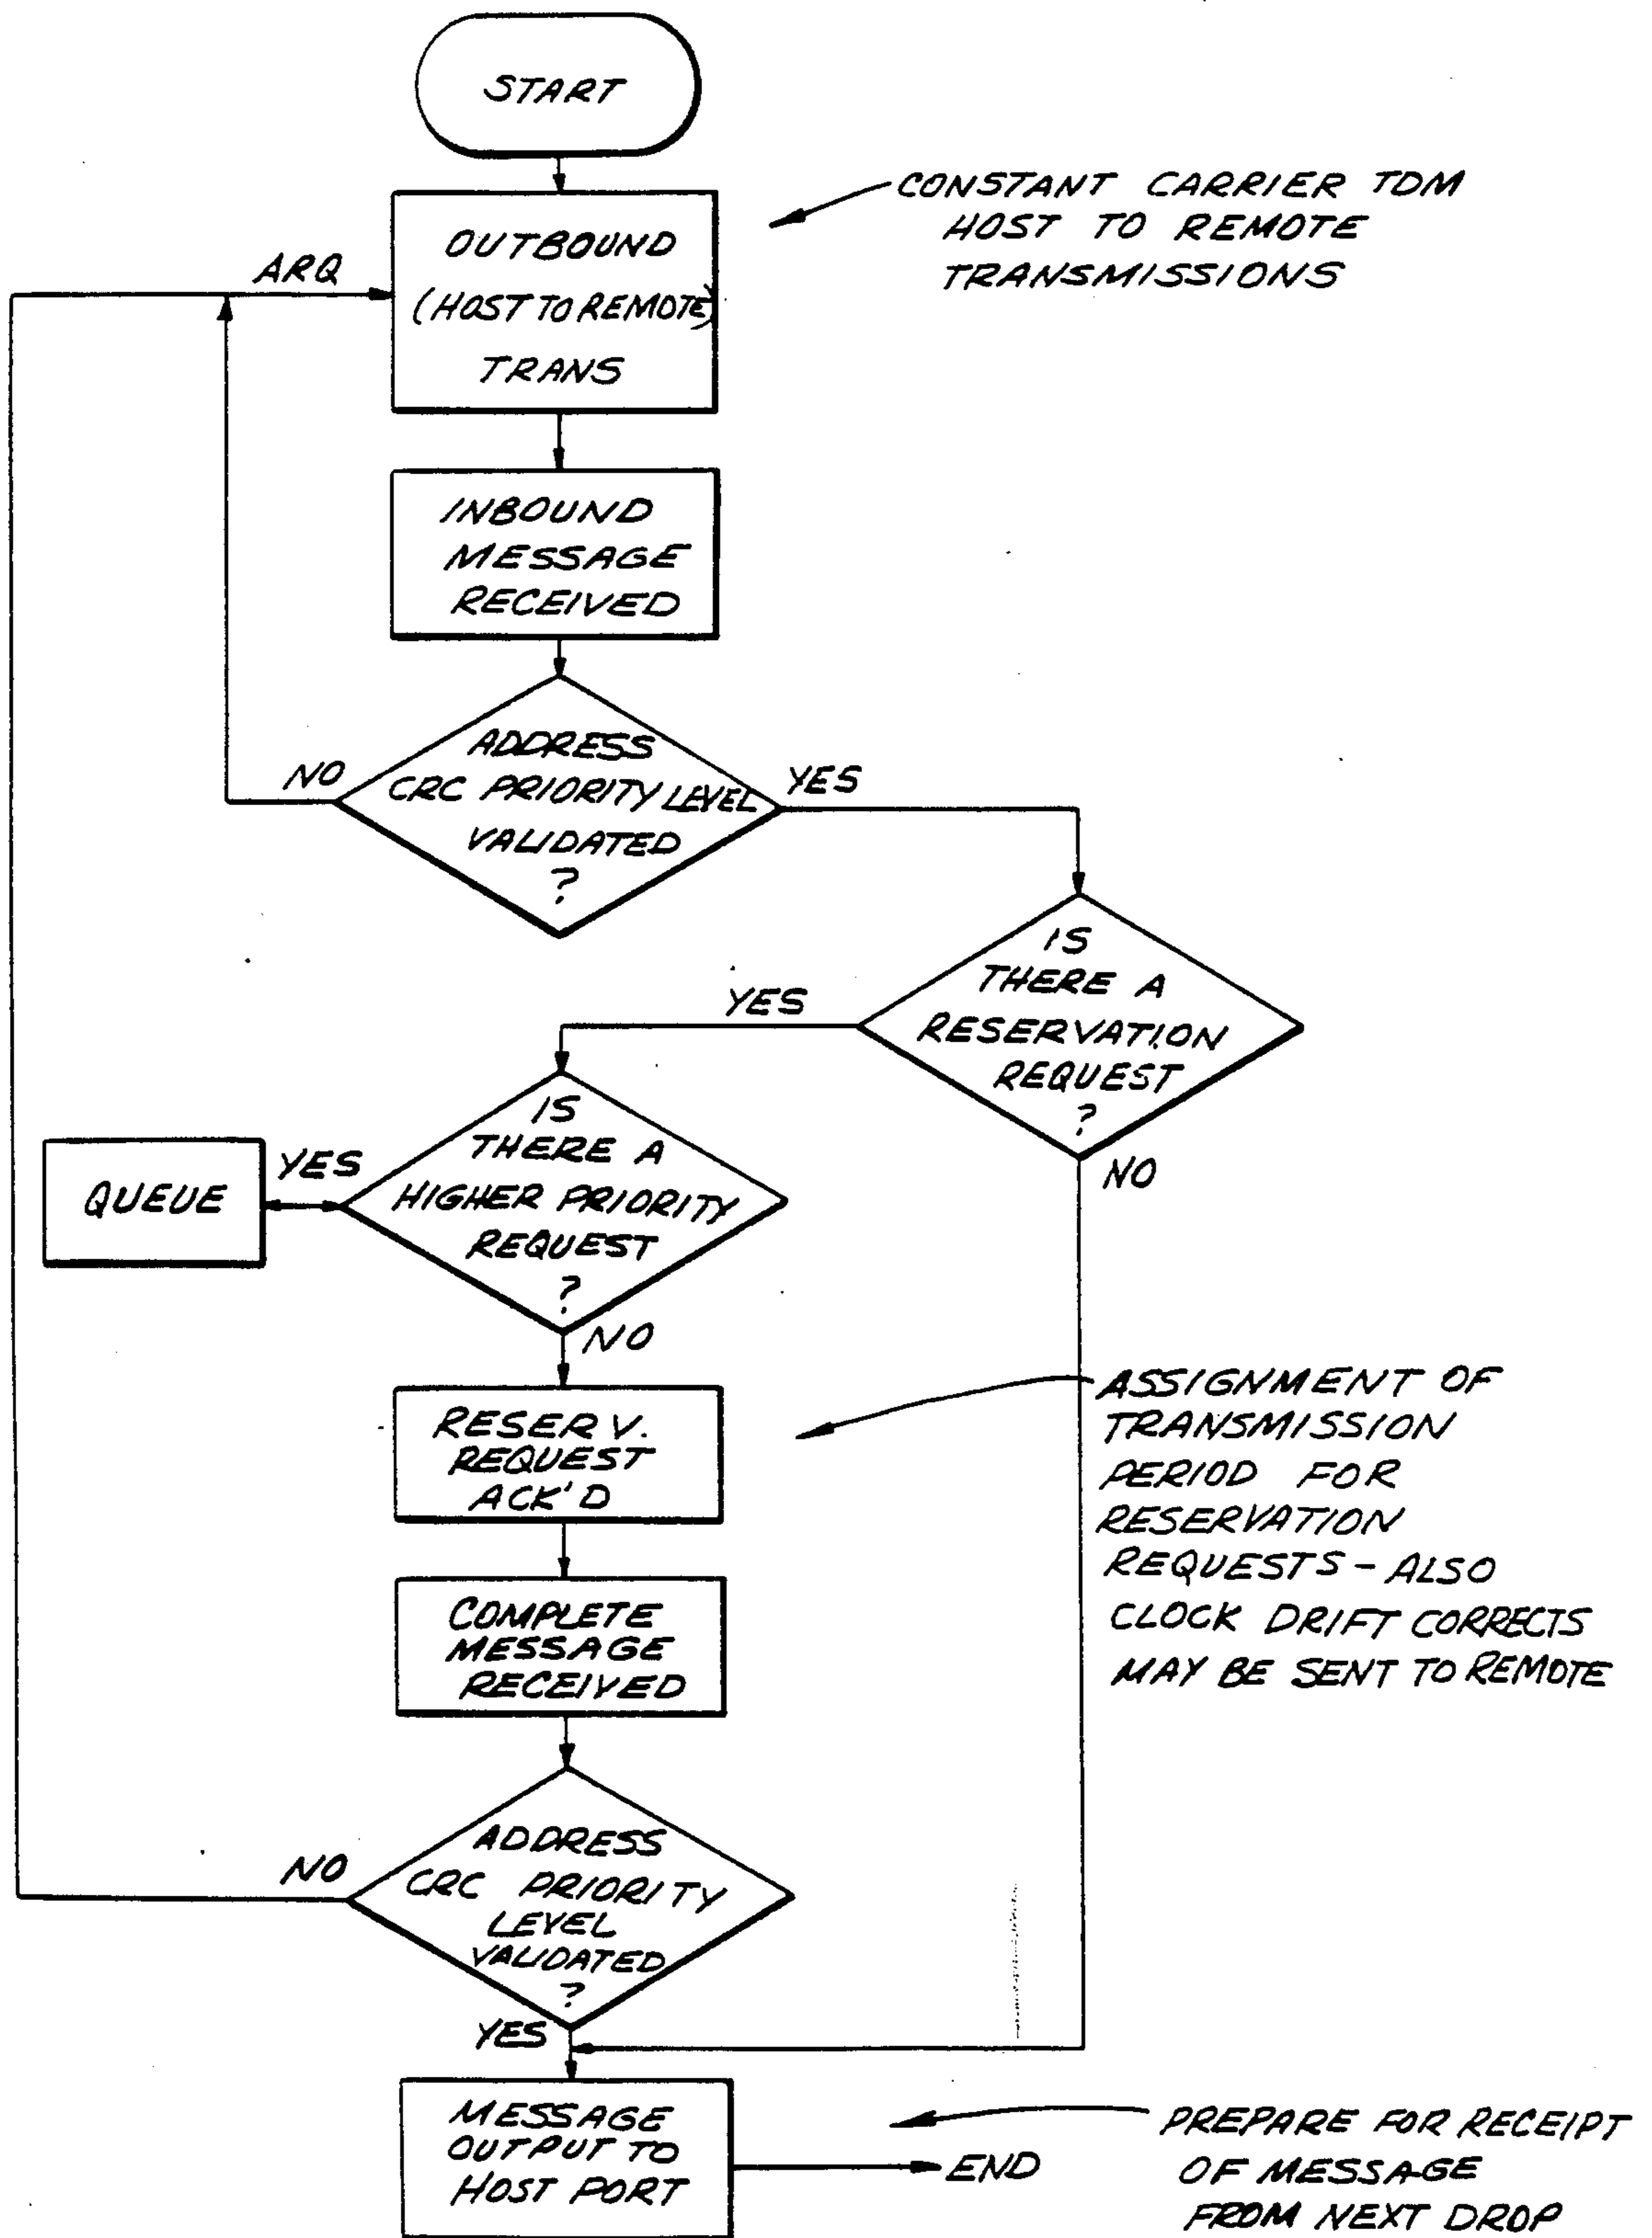 START
CONSTANT CARRIER TDM
HOST TO REMOTE
TRANSMISSIONS
ARQ
OUTBOUND
(HOST TO REMOTE)
TRANS
INBOUND
MESSAGE
RECEIVED
ADDRESS
CRC PRIORITY LEVEL
VALIDATED
?
NO
YES
IS
THERE A
RESERVATION
REQUEST
?
YES
NO
IS
THERE A
HIGHER PRIORITY
REQUEST
?
YES
QUEUE
NO
RESERV.
REQUEST
ACK'D
ASSIGNMENT OF
TRANSMISSION
PERIOD FOR
RESERVATION
REQUESTS - ALSO
CLOCK DRIFT CORRECTS
MAY BE SENT TO REMOTE
COMPLETE
MESSAGE
RECEIVED
ADDRESS
CRC PRIORITY
LEVEL
VALIDATED
?
NO
YES
MESSAGE
OUTPUT TO
HOST PORT
END
PREPARE FOR RECEIPT
OF MESSAGE
FROM NEXT DROP